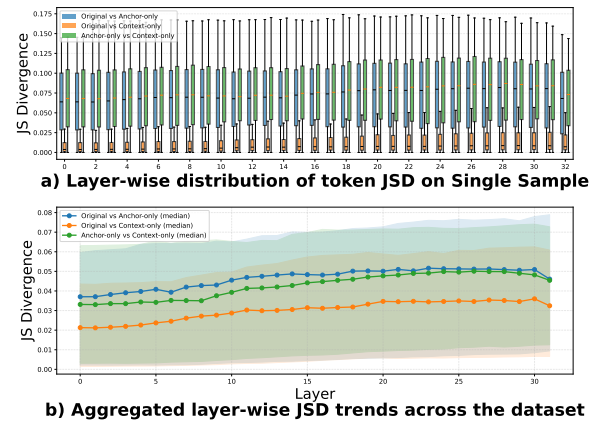 0.175
0.150
0.125
0.100
0.075
0.050
0.025
0.000
JS Divergence
Original vs Anchor-only
Original vs Context-only
Anchor-only vs Context-only
0 2 4 6 8 10 12 14 16 18 20 22 24 26 28 30 32
a) Layer-wise distribution of token JSD on Single Sample
0.08
0.07
0.06
0.05
0.04
0.03
0.02
0.01
0.00
JS Divergence
Original vs Anchor-only (median)
Original vs Context-only (median)
Anchor-only vs Context-only (median)
0 5 10 15 20 25 30
Layer
b) Aggregated layer-wise JSD trends across the dataset